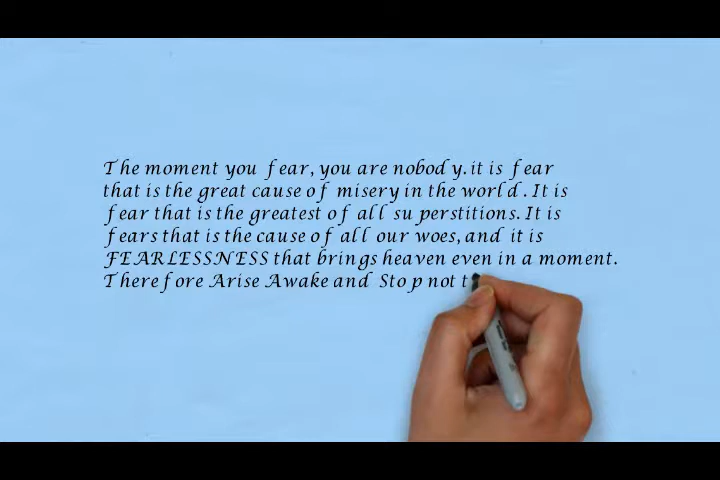 The moment you fear, you are nobody.it is fear
that is the great cause of misery in the world. It is
fear that is the greatest of all superstitions. It is
fears that is the cause of all our woes, and it is
FEARLESSNESS that brings heaven even in a moment.
Therefore Arise Awake and Stop not t